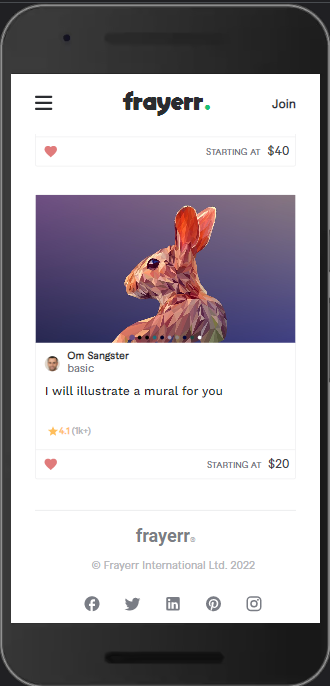 frayerr.
Join
STARTING AT $40
Om Sangster
basic
I will illustrate a mural for you
4.1 (1k+)
STARTING AT $20
frayerr®
© Frayerr International Ltd. 2022